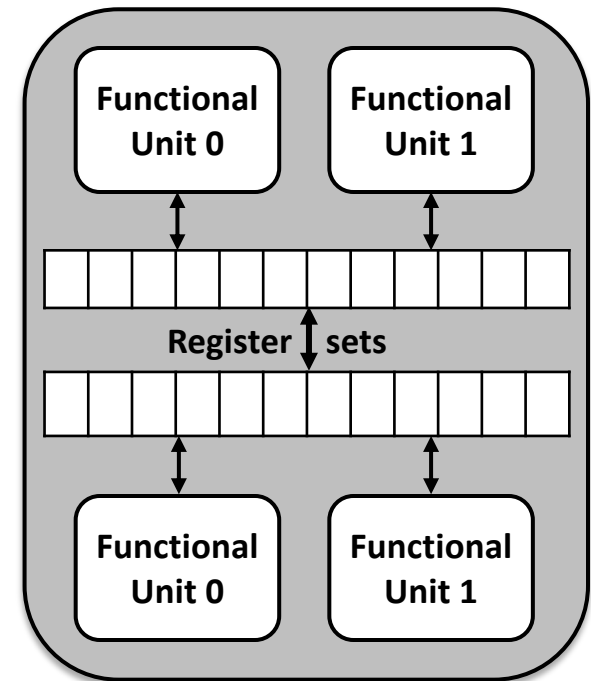 Functional
Unit 0
Functional
Unit 1
Register sets
Functional
Unit 0
Functional
Unit 1